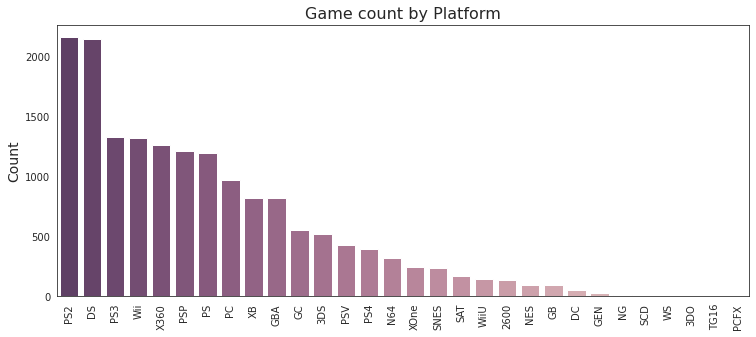 Game count by Platform
Count
2000
1500
1000
500
0
PS2 DS PS3 Wii X360 PSP PS PC XB GBA GC 3DS PSV PS4 N64 XOne SNES SAT WiiU 2600 NES GB DC GEN NG SCD WS 3DO TG16 PCFX